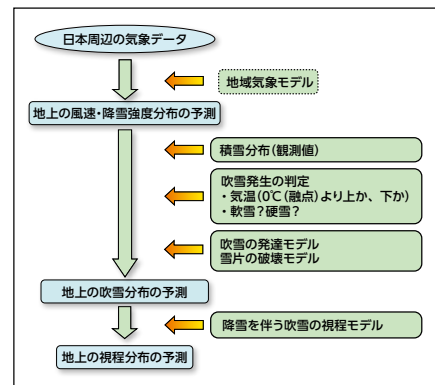 日本周辺の気象データ
地域気象モデル
地上の風速・降雪強度分布の予測
積雪分布(観測値)
吹雪発生の判定
・気温(0℃(融点)より上か、下か)
・軟雪?硬雪?
吹雪の発達モデル
雪片の破壊モデル
地上の吹雪分布の予測
降雪を伴う吹雪の視程モデル
地上の視程分布の予測